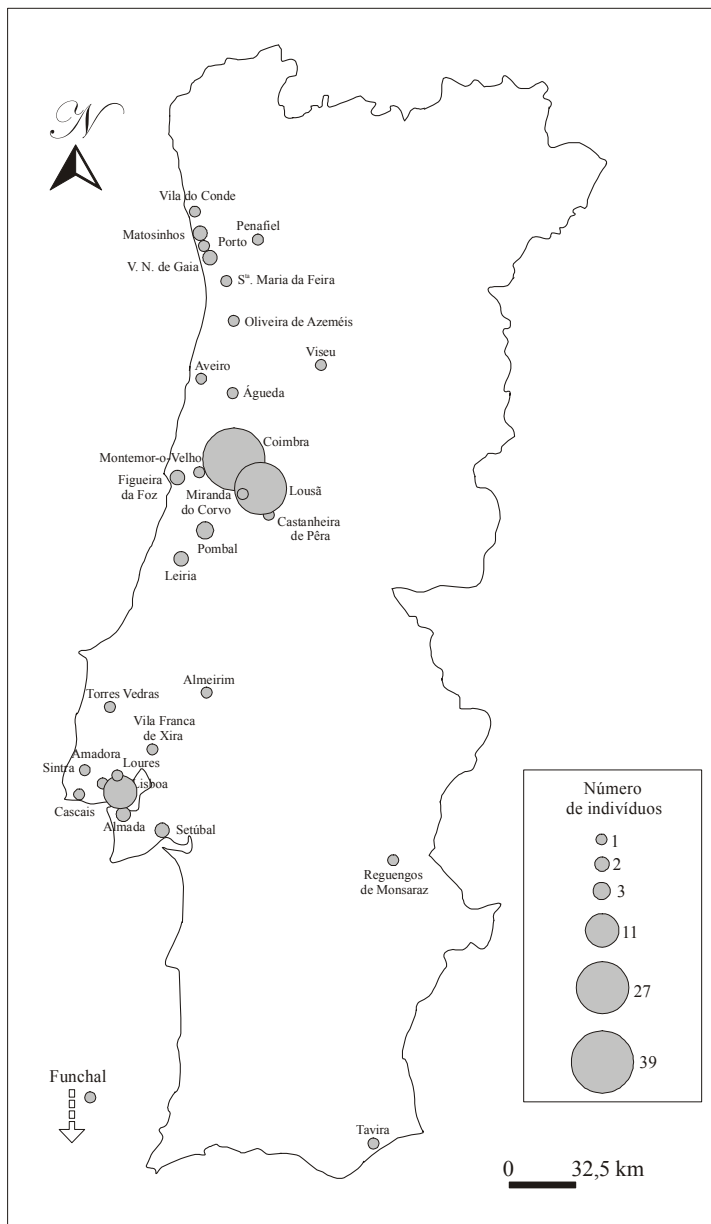 N
Vila do Conde
Matosinhos
Penafiel
Porto
V. N. de Gaia
Sta. Maria da Feira
Oliveira de Azeméis
Viseu
Aveiro
Águeda
Coimbra
Montemor-o-Velho
Figueira
da Foz
Miranda
do Corvo
Lousã
Castanheira
de Pêra
Pombal
Leiria
Almeirim
Torres Vedras
Vila Franca
de Xira
Amadora
Loures
Sintra
Lisboa
Cascais
Almada
Setúbal
Reguengos
de Monsaraz
Número
de indivíduos
1
2
3
11
27
39
Funchal
Tavira
0 32,5 km